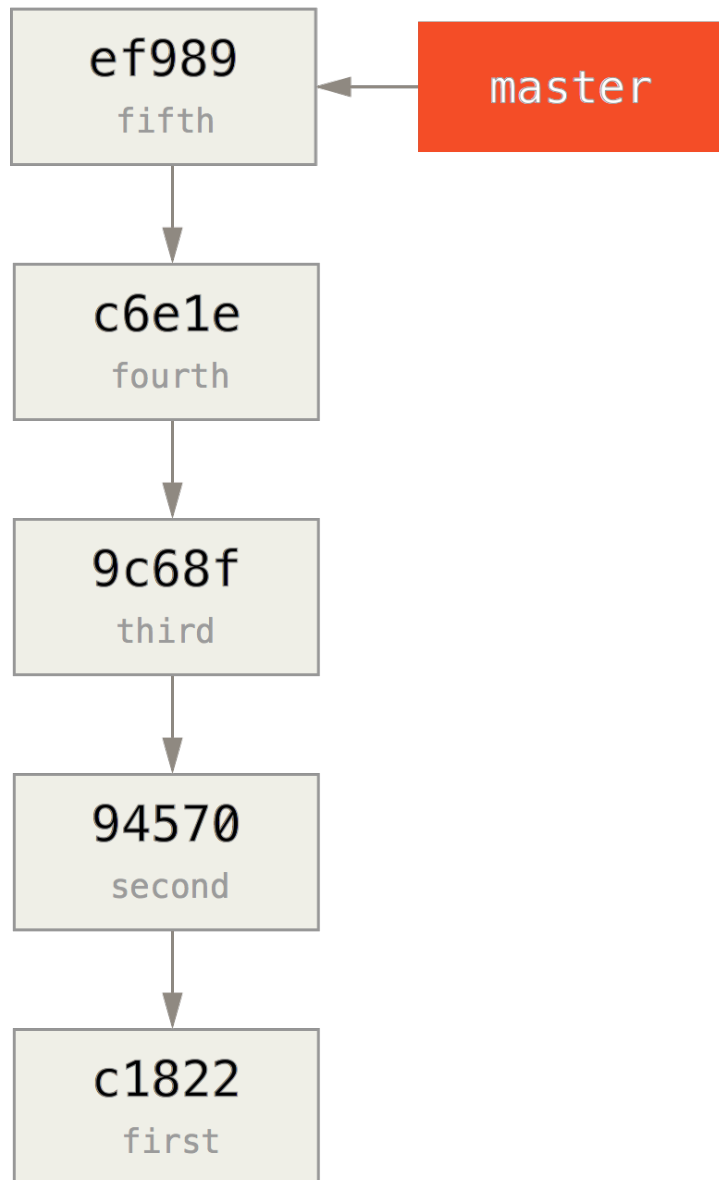 ef989
fifth
master
c6e1e
fourth
9c68f
third
94570
second
c1822
first